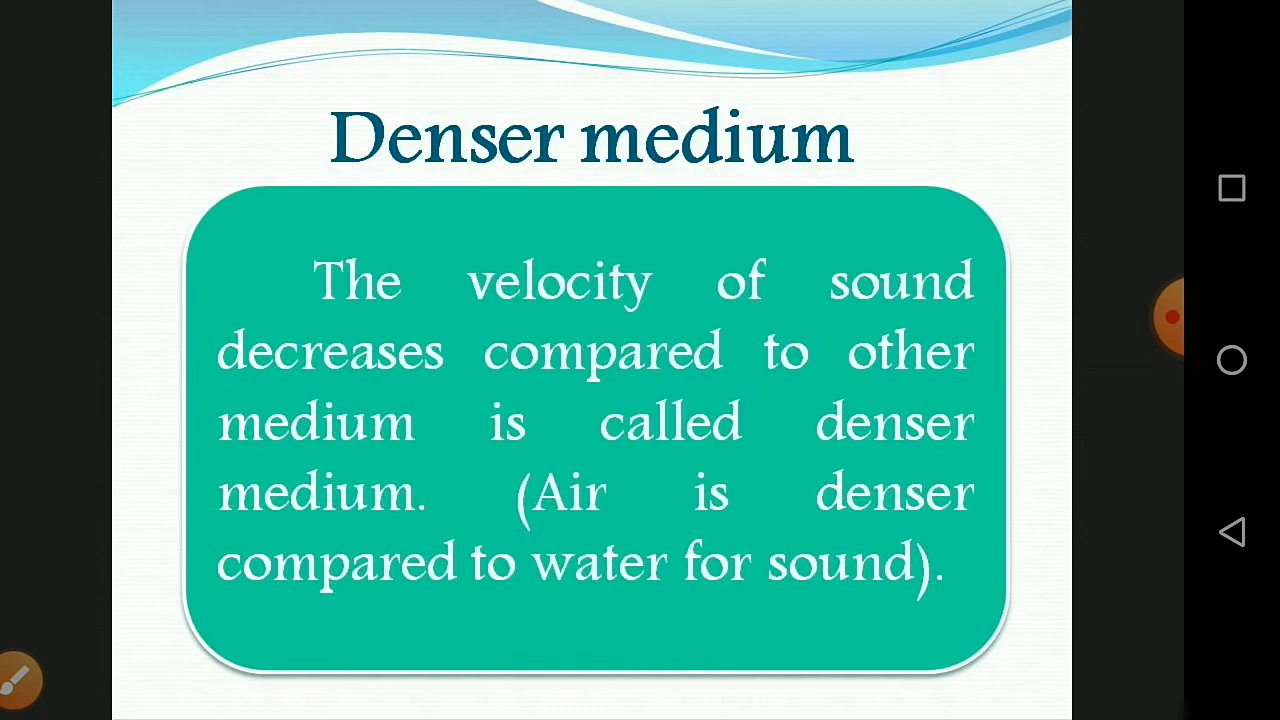 Denser medium
The velocity of sound
decreases compared to other
medium is called denser
medium. (Air is denser
compared to water for sound).